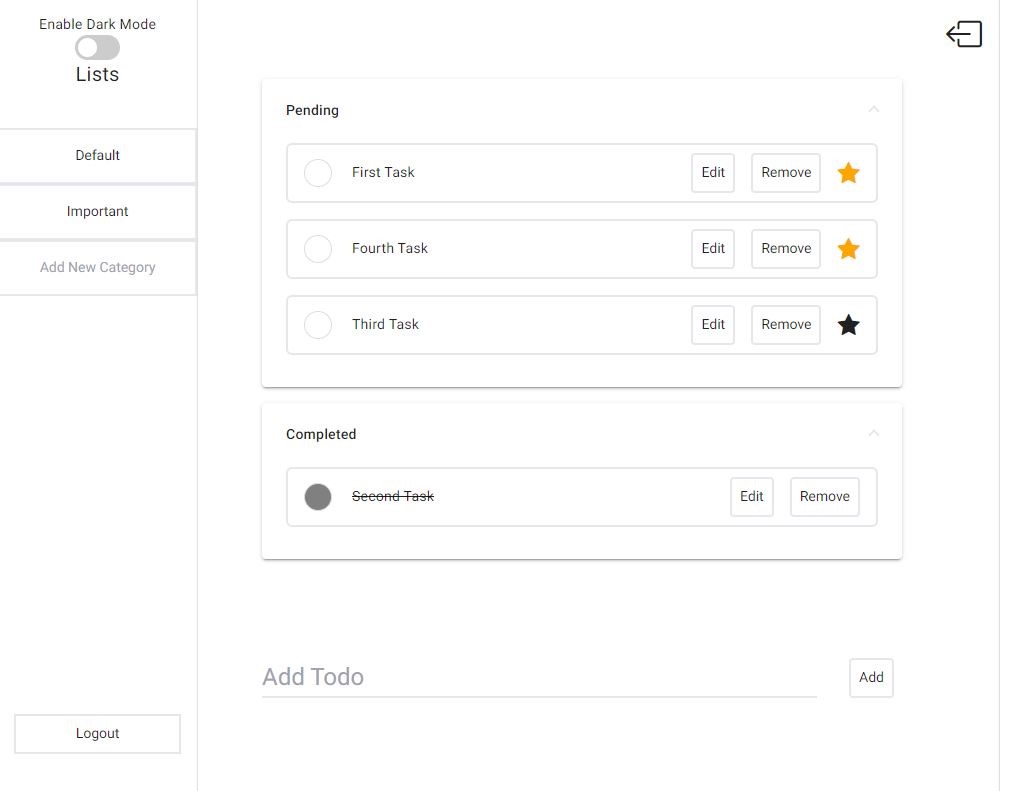 Enable Dark Mode
Lists
Default
Important
Add New Category
Logout
Pending
First Task Edit Remove
Fourth Task Edit Remove
Third Task Edit Remove
Completed
Second Task Edit Remove
Add Todo Add